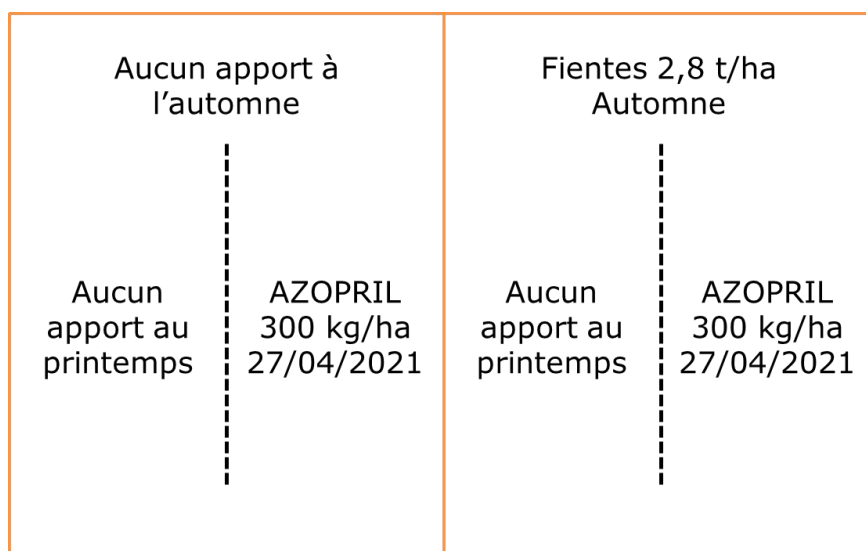 Aucun apport à
l’automne
Aucun
apport au
printemps
AZOPRIL
300 kg/ha
27/04/2021
Fientes 2,8 t/ha
Automne
Aucun
apport au
printemps
AZOPRIL
300 kg/ha
27/04/2021